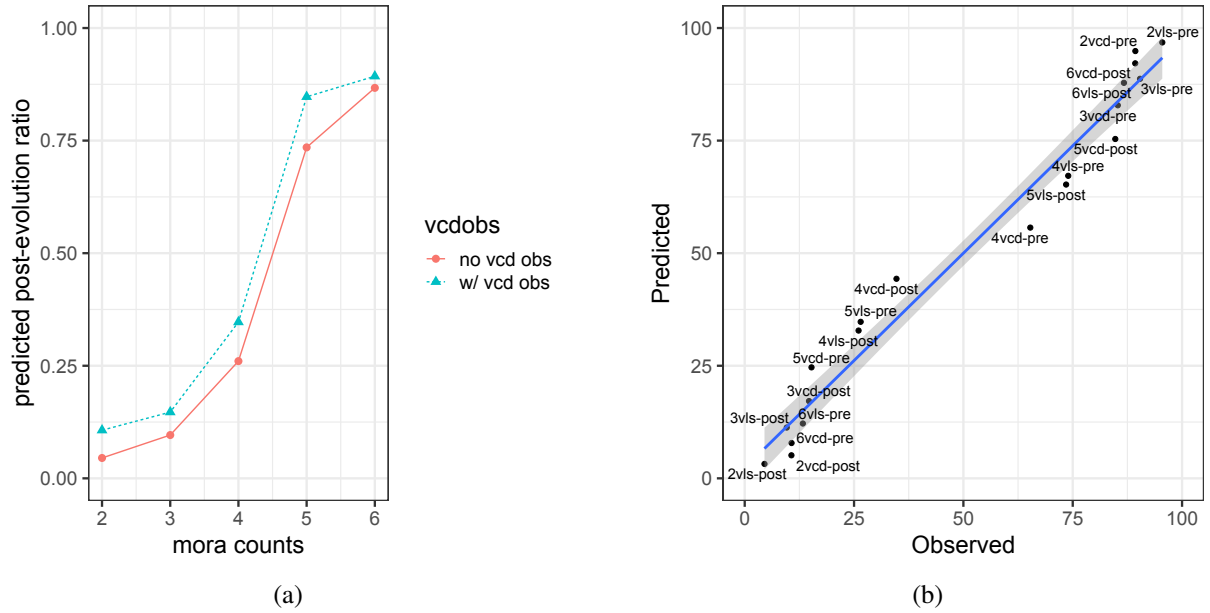 predicted post-evolution ratio
1.00
0.75
0.50
0.25
0.00
2 3 4 5 6
mora counts
vcdobs
no vcd obs
w/ vcd obs
(a)
Predicted
100
75
50
25
0
2vls-pre
2vcd-pre
6vcd-post
3vls-pre
6vls-post
3vcd-pre
5vcd-post
4vls-pre
5vls-post
4vcd-pre
4vcd-post
5vls-pre
4vls-post
5vcd-pre
3vcd-post
3vls-post
6vls-pre
6vcd-pre
2vcd-post
2vls-post
0 25 50 75 100
Observed
(b)